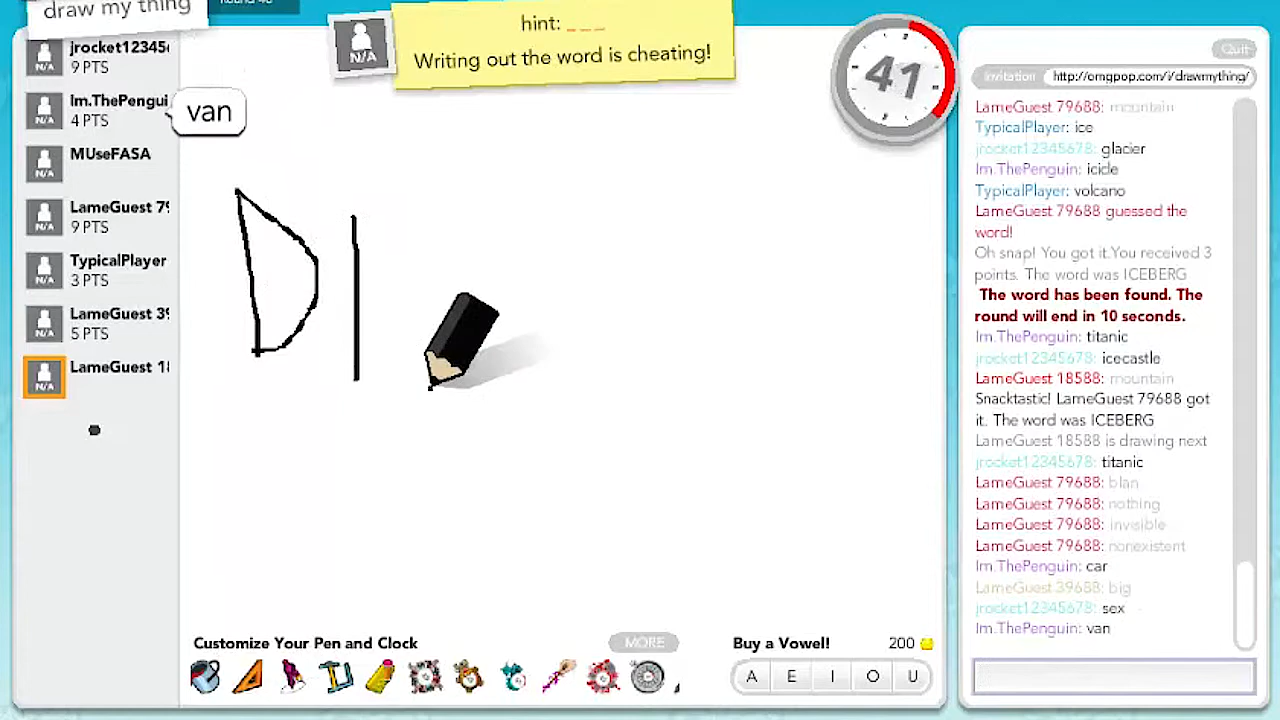 draw my thing
hint: _ _ _
Writing out the word is cheating!
41
N/A
jrocket12345
9 PTS
N/A
Im.ThePengui
4 PTS
N/A
van
MUseFASA
N/A
LameGuest 79
9 PTS
N/A
TypicalPlayer
3 PTS
N/A
LameGuest 39
5 PTS
N/A
LameGuest 18
N/A
DI
Customize Your Pen and Clock
MORE
Buy a Vowel!
200
A E I O U
Quit
Invitation http://omgpop.com/i/drawmything/
LameGuest 79688: mountain
TypicalPlayer: ice
jrocket12345678: glacier
Im.ThePenguin: icicle
TypicalPlayer: volcano
LameGuest 79688 guessed the
word!
Oh snap! You got it.You received 3
points. The word was ICEBERG
The word has been found. The
round will end in 10 seconds.
Im.ThePenguin: titanic
jrocket12345678: icecastle
LameGuest 18588: mountain
Snacktastic! LameGuest 79688 got
it. The word was ICEBERG
LameGuest 18588 is drawing next
jrocket12345678: titanic
LameGuest 79688: blan
LameGuest 79688: nothing
LameGuest 79688: invisible
LameGuest 79688: nonexistent
Im.ThePenguin: car
LameGuest 39688: big
jrocket12345678: sex
Im.ThePenguin: van